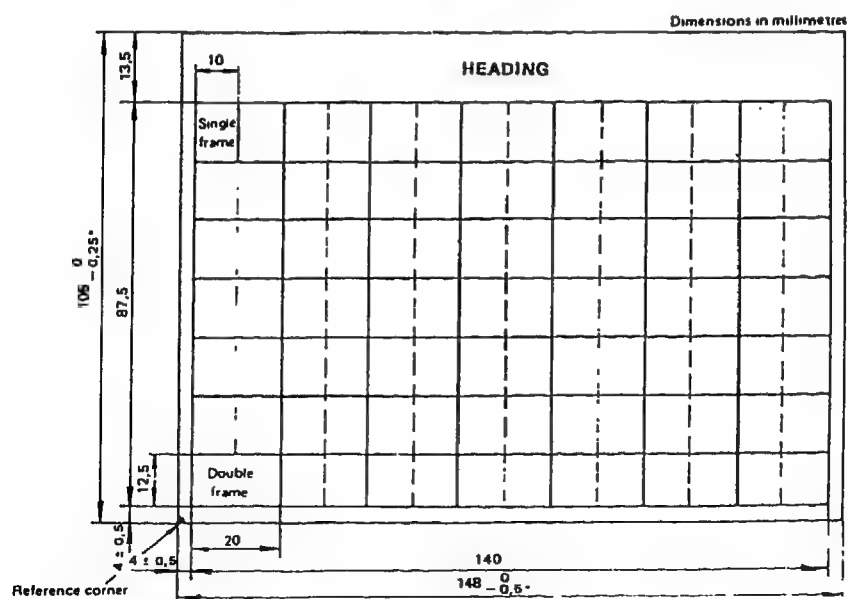 Dimensions in millimetres
10
HEADING
13,5
Single
frame
105 0 -0,25*
87,5
12,5
Double
frame
4 ± 0,5
4 ± 0,5
20
140
148 0 -0,5*
Reference corner